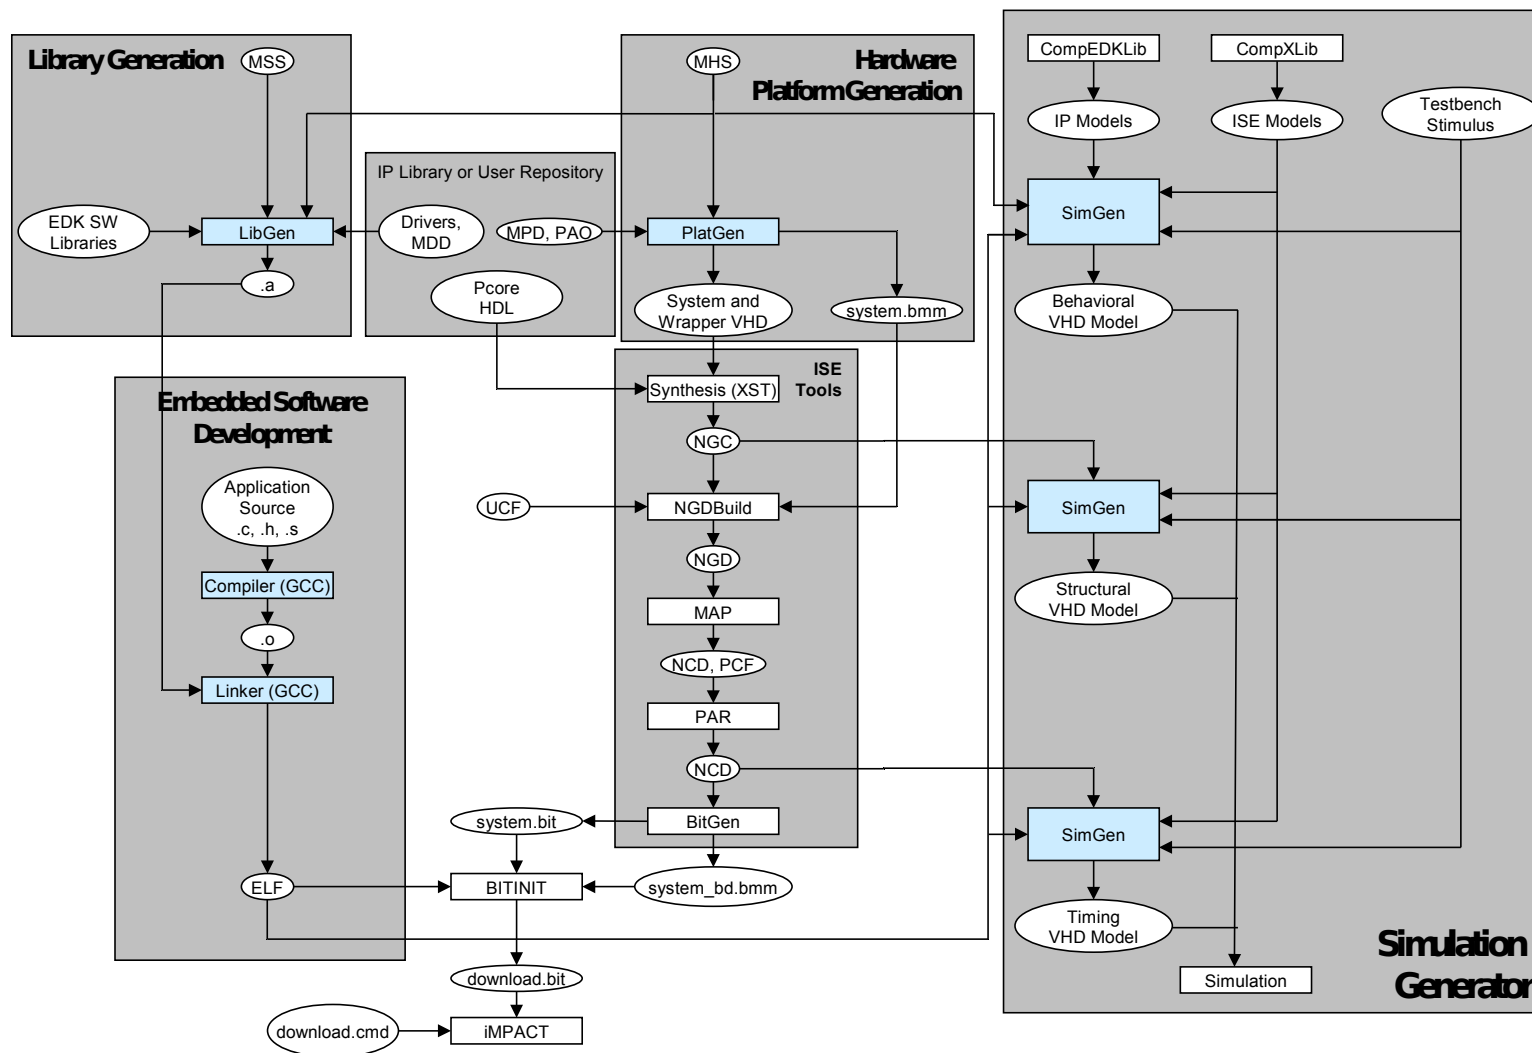 Library Generation
MSS
EDK SW
Libraries
LibGen
.a
IP Library or User Repository
Drivers,
MDD
MPD, PAO
Pcore
HDL
Hardware
Platform Generation
MHS
PlatGen
System and
Wrapper VHD
system.bmm
ISE
Tools
Synthesis (XST)
NGC
UCF
NGDBuild
NGD
MAP
NCD, PCF
PAR
NCD
BitGen
Embedded Software
Development
Application
Source
.c, .h, .s
Compiler (GCC)
.o
Linker (GCC)
ELF
system.bit
BITINIT
system_bd.bmm
download.bit
download.cmd
iMPACT
CompEDKLib
CompXLib
IP Models
ISE Models
Testbench
Stimulus
SimGen
Behavioral
VHD Model
SimGen
Structural
VHD Model
SimGen
Timing
VHD Model
Simulation
Simulation
Generator